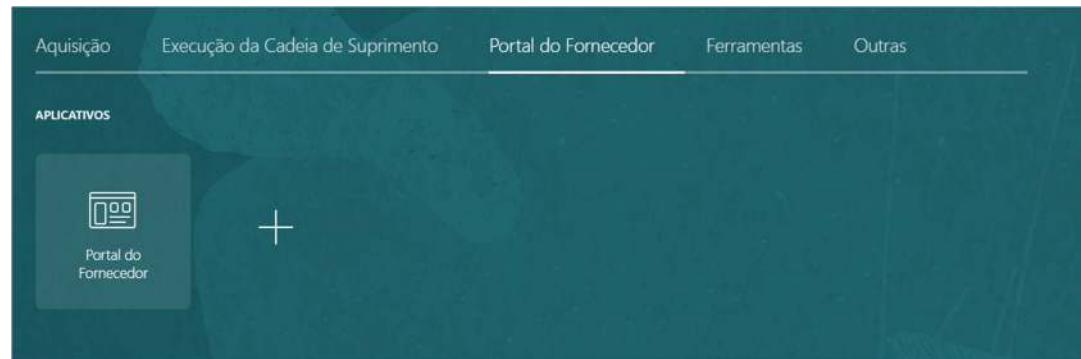 Aquisição
Execução da Cadeia de Suprimento
Portal do Fornecedor
Ferramentas
Outras
APLICATIVOS
Portal do
Fornecedor